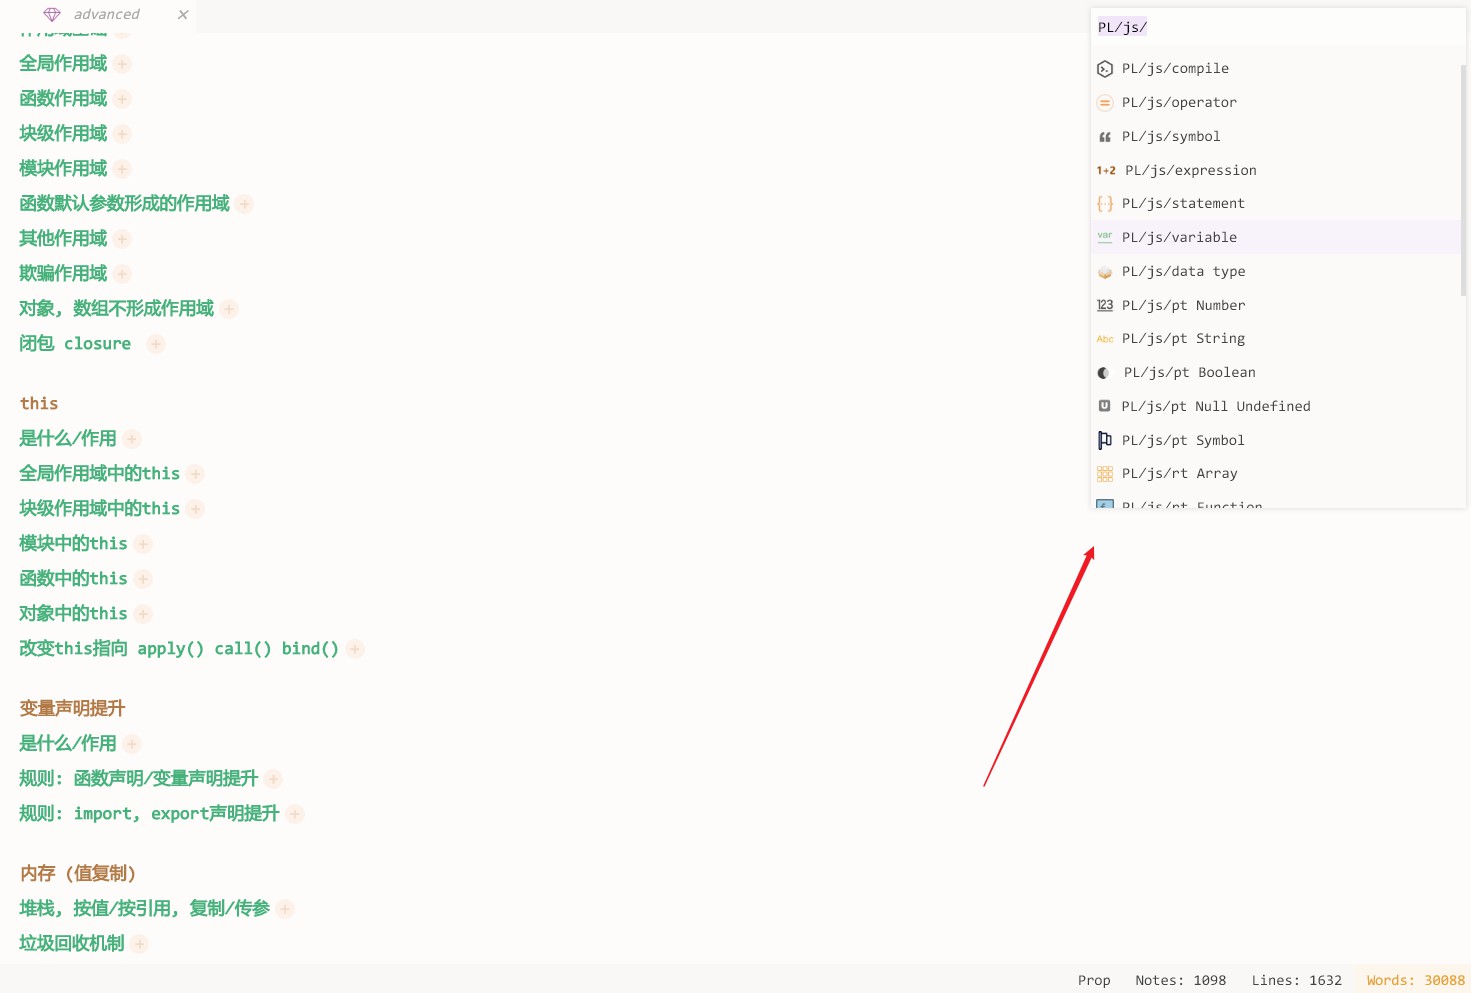 advanced
全局作用域
函数作用域
块级作用域
模块作用域
函数默认参数形成的作用域
其他作用域
欺骗作用域
对象, 数组不形成作用域
闭包 closure
this
是什么/作用
全局作用域中的this
块级作用域中的this
模块中的this
函数中的this
对象中的this
改变this指向 apply() call() bind()
变量声明提升
是什么/作用
规则: 函数声明/变量声明提升
规则: import, export声明提升
内存 (值复制)
堆栈, 按值/按引用, 复制/传参
垃圾回收机制
PL/js/
PL/js/compile
PL/js/operator
PL/js/symbol
1+2 PL/js/expression
PL/js/statement
var PL/js/variable
PL/js/data type
123 PL/js/pt Number
Abc PL/js/pt String
PL/js/pt Boolean
U PL/js/pt Null Undefined
PL/js/pt Symbol
PL/js/rt Array
PL/js/rt Function
Prop Notes: 1098 Lines: 1632 Words: 30088